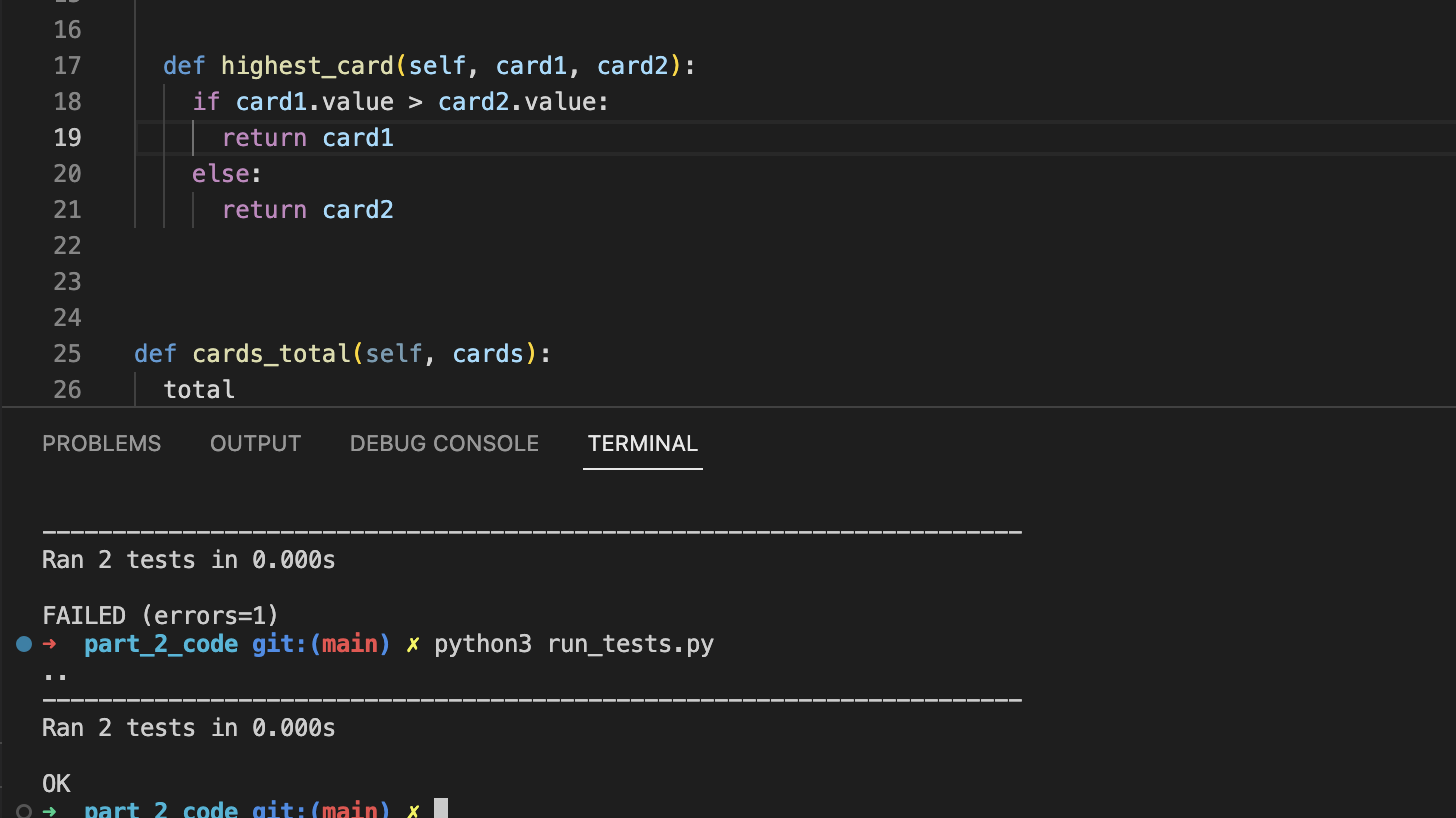 16
17 def highest_card(self, card1, card2):
18 if card1.value > card2.value:
19 return card1
20 else:
21 return card2
22
23
24
25 def cards_total(self, cards):
26 total
PROBLEMS OUTPUT DEBUG CONSOLE TERMINAL
----------------------------------------------------------------------
Ran 2 tests in 0.000s
FAILED (errors=1)
➜ part_2_code git:(main) ✗ python3 run_tests.py
..
----------------------------------------------------------------------
Ran 2 tests in 0.000s
OK
➜ part_2_code git:(main) ✗